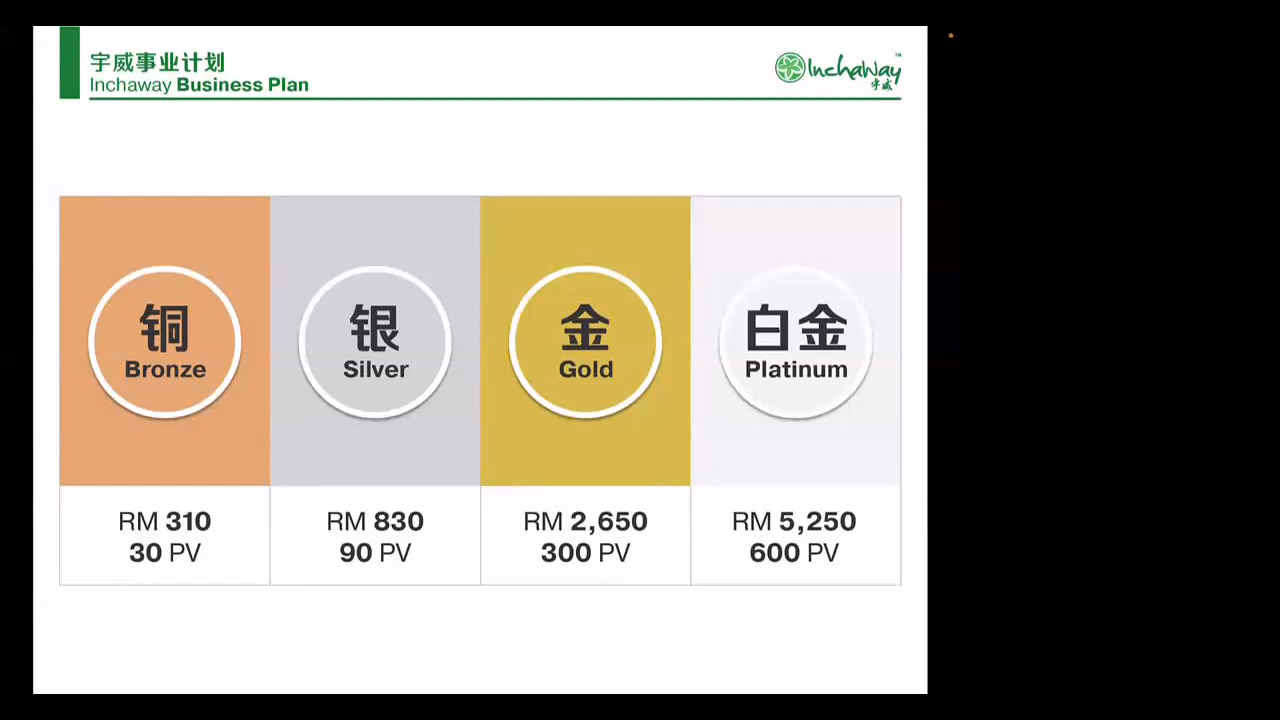 宇威事业计划
Inchaway Business Plan
Inchaway™
宇威
铜
Bronze
银
Silver
金
Gold
白金
Platinum
RM 310
30 PV
RM 830
90 PV
RM 2,650
300 PV
RM 5,250
600 PV